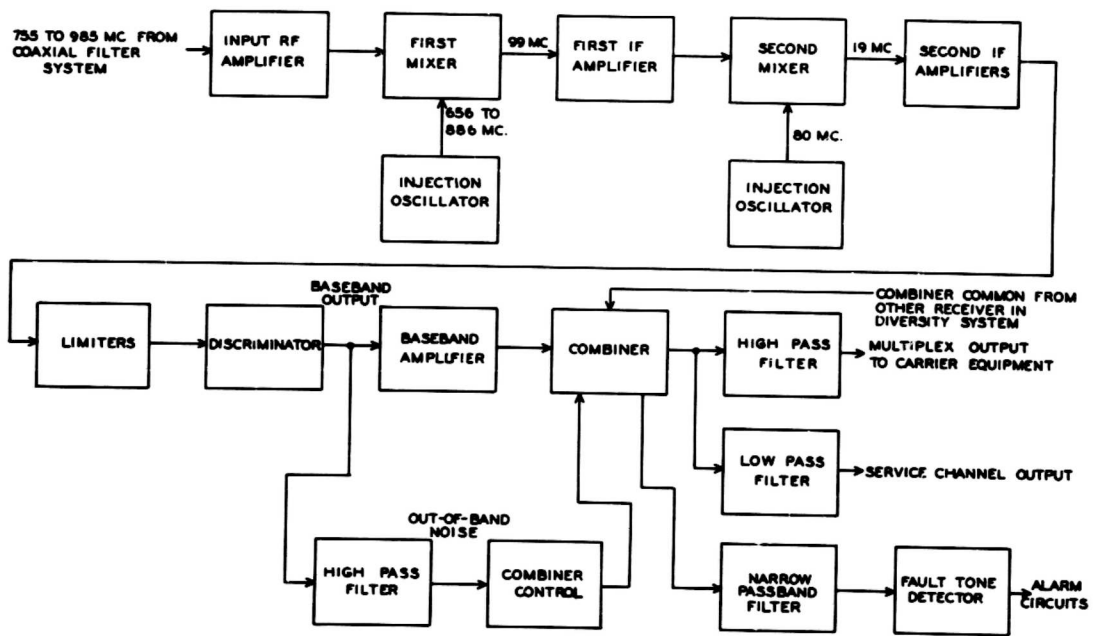 755 TO 985 MC FROM
COAXIAL FILTER
SYSTEM
INPUT RF
AMPLIFIER
FIRST
MIXER
99 MC
FIRST IF
AMPLIFIER
SECOND
MIXER
19 MC
SECOND IF
AMPLIFIERS
656 TO
886 MC.
80 MC.
INJECTION
OSCILLATOR
INJECTION
OSCILLATOR
BASEBAND
OUTPUT
COMBINER COMMON FROM
OTHER RECEIVER IN
DIVERSITY SYSTEM
LIMITERS
DISCRIMINATOR
BASEBAND
AMPLIFIER
COMBINER
HIGH PASS
FILTER
MULTIPLEX OUTPUT
TO CARRIER EQUIPMENT
LOW PASS
FILTER
SERVICE CHANNEL OUTPUT
OUT-OF-BAND
NOISE
HIGH PASS
FILTER
COMBINER
CONTROL
NARROW
PASSBAND
FILTER
FAULT TONE
DETECTOR
ALARM
CIRCUITS